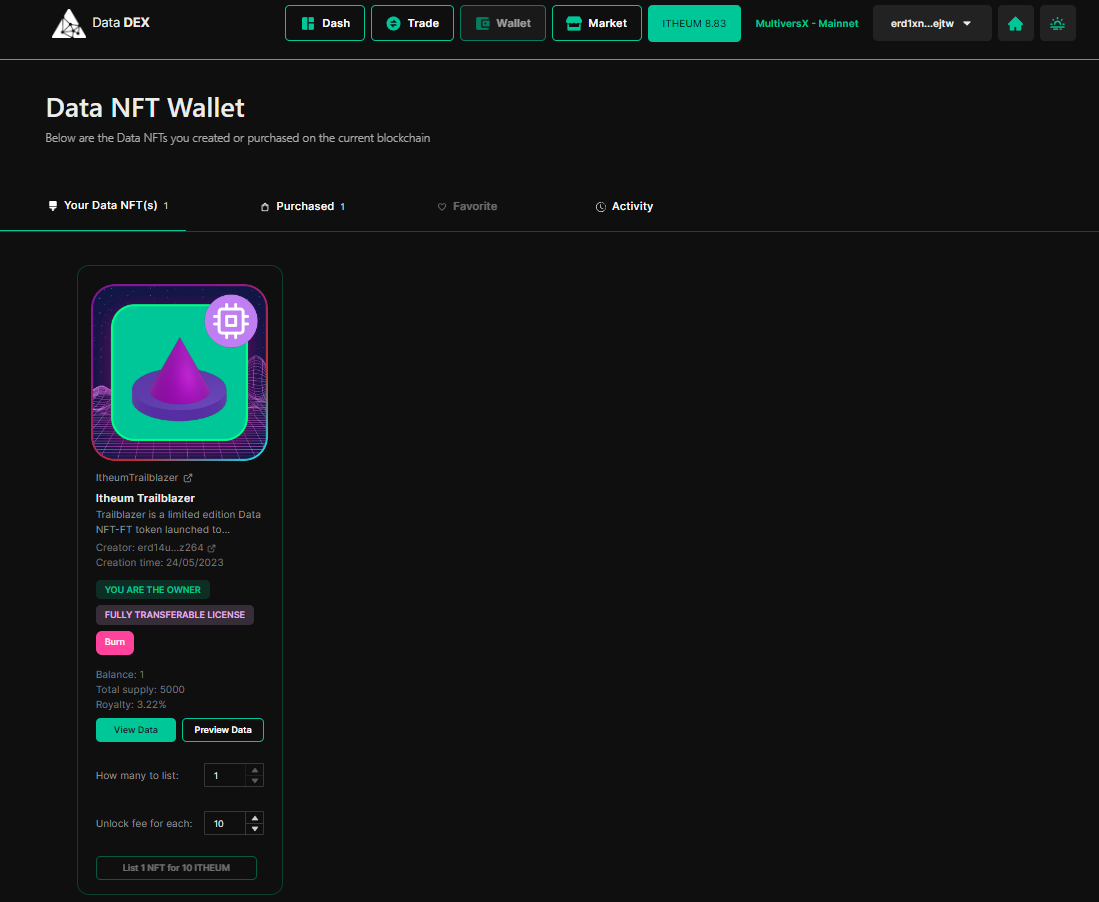 Data DEX
Dash
Trade
Wallet
Market
ITHEUM 8.83
MultiversX - Mainnet
erd1xn...ejtw
Data NFT Wallet
Below are the Data NFTs you created or purchased on the current blockchain
Your Data NFT(s) 1
Purchased 1
Favorite
Activity
ItheumTrailblazer
Itheum Trailblazer
Trailblazer is a limited edition Data
NFT-FT token launched to...
Creator: erd14u...z264
Creation time: 24/05/2023
YOU ARE THE OWNER
FULLY TRANSFERABLE LICENSE
Burn
Balance: 1
Total supply: 5000
Royalty: 3.22%
View Data
Preview Data
How many to list: 1
Unlock fee for each: 10
List 1 NFT for 10 ITHEUM